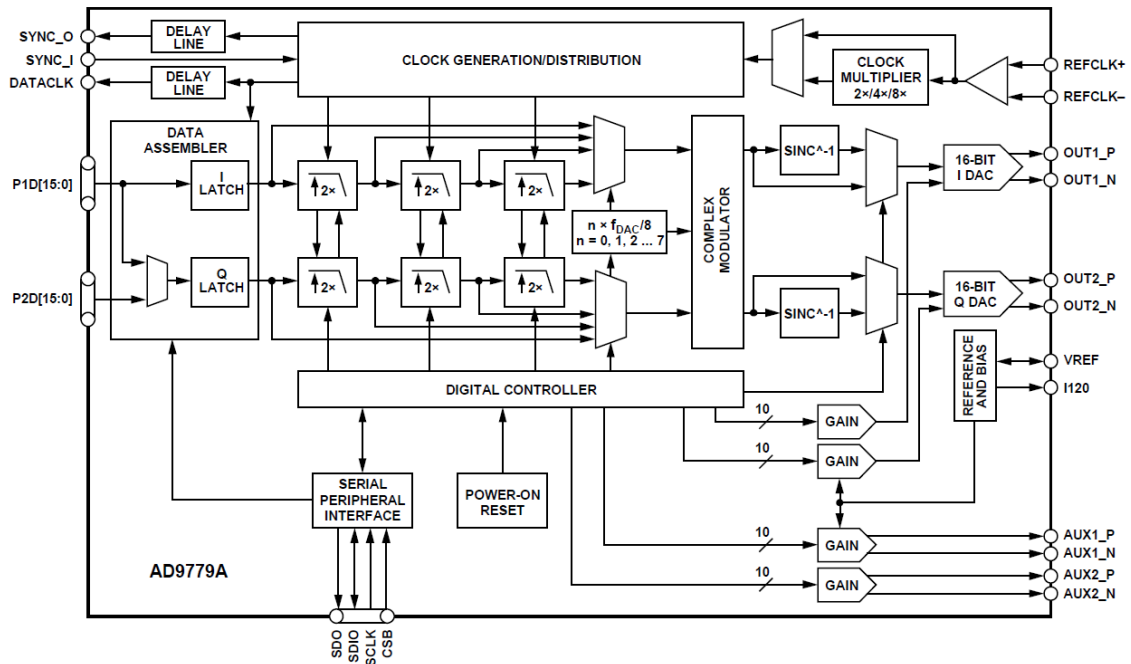 SYNC_O
SYNC_I
DATACLK
DELAY
LINE
DELAY
LINE
CLOCK GENERATION/DISTRIBUTION
CLOCK
MULTIPLIER
2×/4×/8×
REFCLK+
REFCLK–
DATA
ASSEMBLER
P1D[15:0]
I
LATCH
2×
2×
2×
n × fDAC/8
n = 0, 1, 2 ... 7
COMPLEX
MODULATOR
SINC^-1
16-BIT
I DAC
OUT1_P
OUT1_N
P2D[15:0]
Q
LATCH
2×
2×
2×
SINC^-1
16-BIT
Q DAC
OUT2_P
OUT2_N
DIGITAL CONTROLLER
REFERENCE
AND BIAS
VREF
I120
10
GAIN
10
GAIN
SERIAL
PERIPHERAL
INTERFACE
POWER-ON
RESET
10
GAIN
AUX1_P
AUX1_N
10
GAIN
AUX2_P
AUX2_N
AD9779A
SDO
SDIO
SCLK
CSB